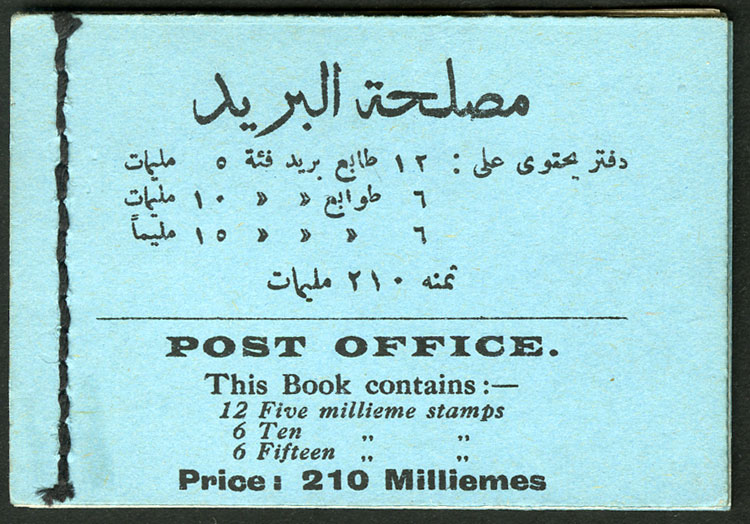 مصلحة البريد
دفتر يحتوى على : ١٢ طابع بريد فئة ٥ مليمات
٦ طوابع » » ١٠ مليمات
٦ » » » ١٥ مليماً
ثمنه ٢١٠ مليمات
POST OFFICE.
This Book contains:—
12 Five millieme stamps
6 Ten „ „
6 Fifteen „ „
Price: 210 Milliemes